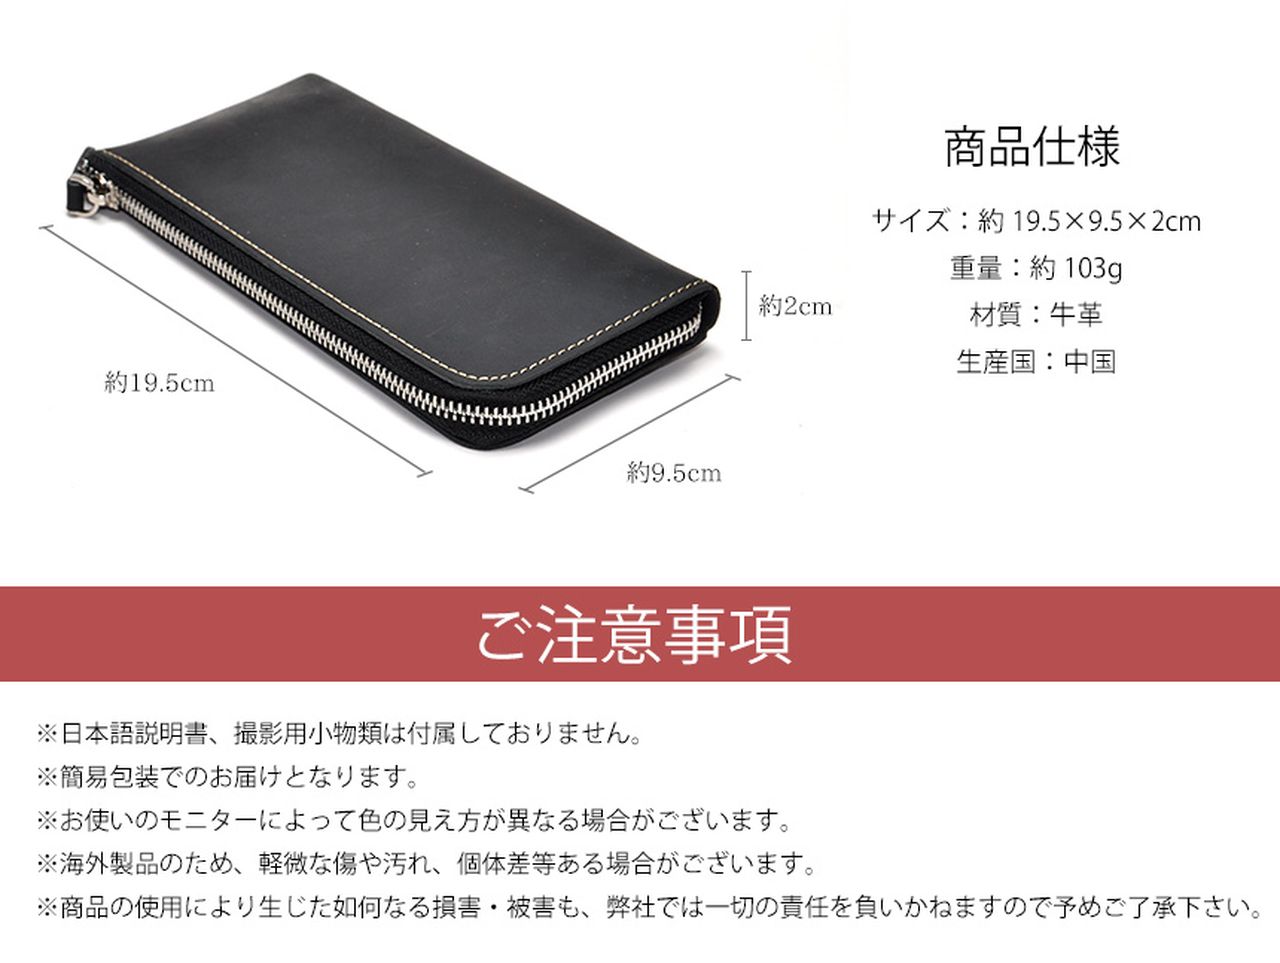 商品仕様
サイズ：約 19.5×9.5×2cm
重量：約 103g
材質：牛革
生産国：中国
約2cm
約19.5cm
約9.5cm
ご注意事項
※日本語説明書、撮影用小物類は付属しておりません。
※簡易包装でのお届けとなります。
※お使いのモニターによって色の見え方が異なる場合がございます。
※海外製品のため、軽微な傷や汚れ、個体差等ある場合がございます。
※商品の使用により生じた如何なる損害・被害も、弊社では一切の責任を負いかねますので予めご了承下さい。